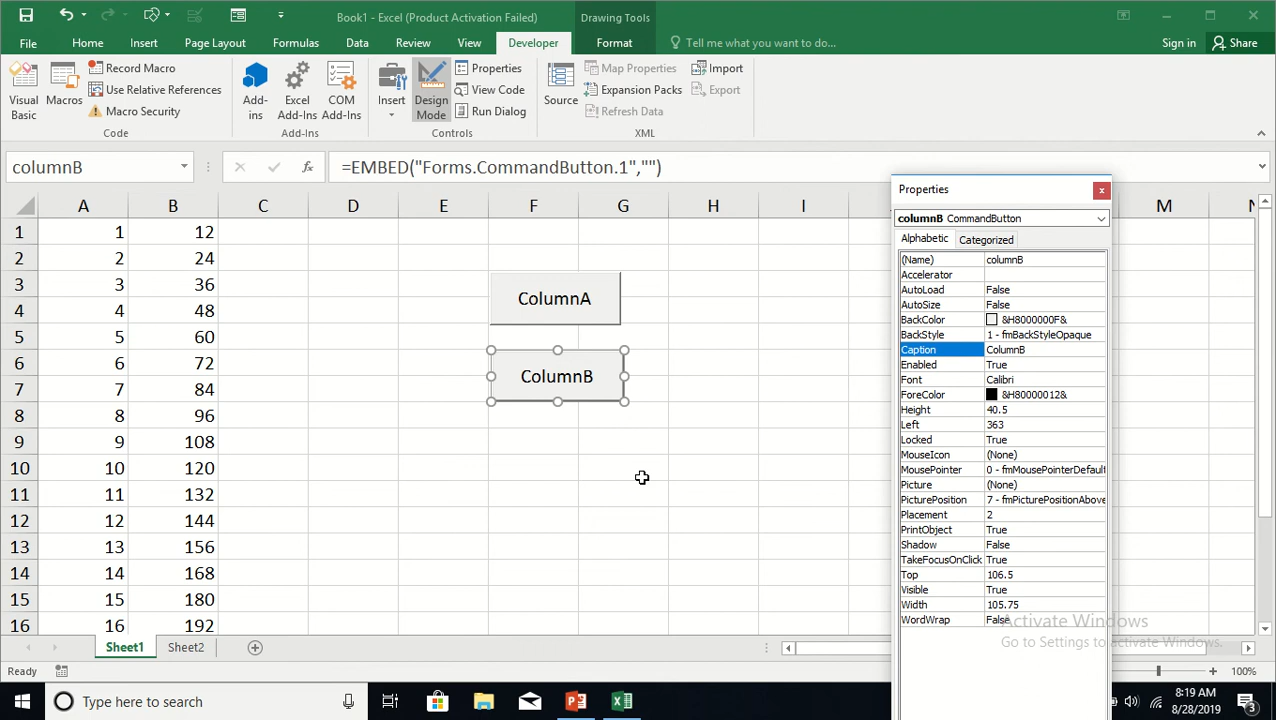 Book1 - Excel (Product Activation Failed)
Drawing Tools
File Home Insert Page Layout Formulas Data Review View Developer Format Tell me what you want to do... Sign in Share
Visual Basic
Macros
Record Macro
Use Relative References
Macro Security
Code
Add-ins
Excel Add-Ins
COM Add-Ins
Add-Ins
Insert
Design Mode
Properties
View Code
Run Dialog
Controls
Source
Map Properties
Expansion Packs
Refresh Data
Import
Export
XML
columnB fx =EMBED("Forms.CommandButton.1","")
A B C D E F G H I M N
1 1 12
2 2 24
3 3 36
4 4 48
5 5 60
6 6 72
7 7 84
8 8 96
9 9 108
10 10 120
11 11 132
12 12 144
13 13 156
14 14 168
15 15 180
16 16 192
ColumnA
ColumnB
Properties x
columnB CommandButton
Alphabetic Categorized
(Name) columnB
Accelerator
AutoLoad False
AutoSize False
BackColor &H8000000F&
BackStyle 1 - fmBackStyleOpaque
Caption ColumnB
Enabled True
Font Calibri
ForeColor &H80000012&
Height 40.5
Left 363
Locked True
MouseIcon (None)
MousePointer 0 - fmMousePointerDefault
Picture (None)
PicturePosition 7 - fmPicturePositionAbove
Placement 2
PrintObject True
Shadow False
TakeFocusOnClick True
Top 106.5
Visible True
Width 105.75
WordWrap False
Activate Windows
Go to Settings to activate Windows.
Sheet1 Sheet2
Ready 100%
Type here to search
8:19 AM
8/28/2019
3